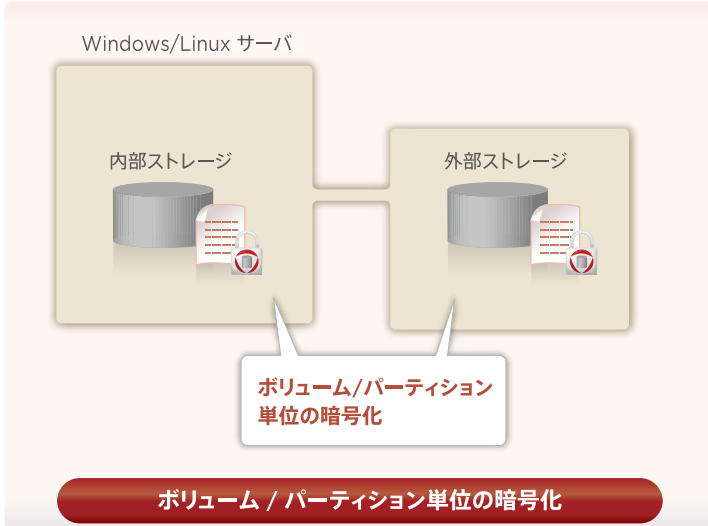 Windows/Linux サーバ
内部ストレージ
外部ストレージ
ボリューム/パーティション
単位の暗号化
ボリューム / パーティション単位の暗号化